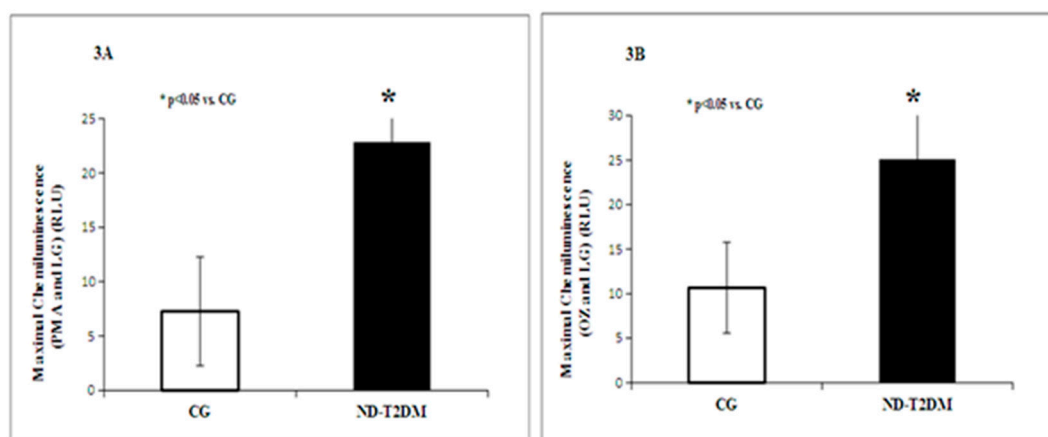 3A
* p<0.05 vs. CG
*
Maximal Chemiluminescence
(PMA and LG) (RLU)
25
20
15
10
5
0
CG ND-T2DM
3B
* p<0.05 vs. CG
*
Maximal Chemiluminescence
(OZ and LG) (RLU)
30
25
20
15
10
5
0
CG ND-T2DM